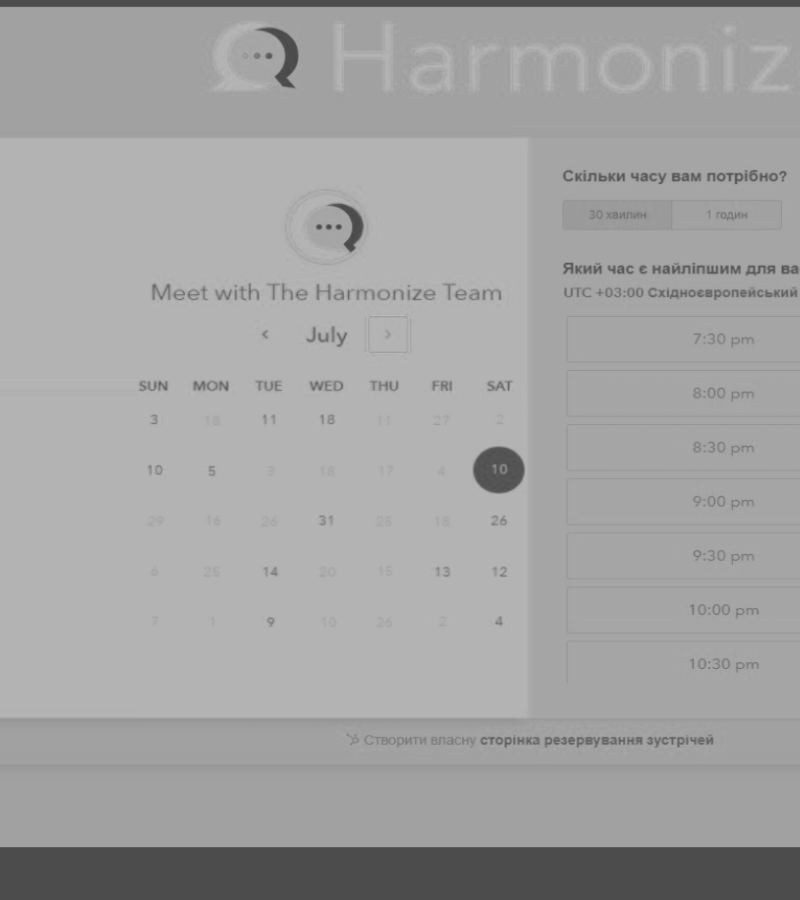 Harmoniz
Скільки часу вам потрібно?
30 хвилин 1 годин
Який час є найліпшим для ва
UTC +03:00 Східноєвропейський
Meet with The Harmonize Team
July
SUN MON TUE WED THU FRI SAT
3 18 11 18 11 27 2
10 5 3 18 17 4 10
29 16 26 31 25 18 26
6 25 14 20 15 13 12
7 1 9 10 26 2 4
7:30 pm
8:00 pm
8:30 pm
9:00 pm
9:30 pm
10:00 pm
10:30 pm
Створити власну сторінка резервування зустрічей